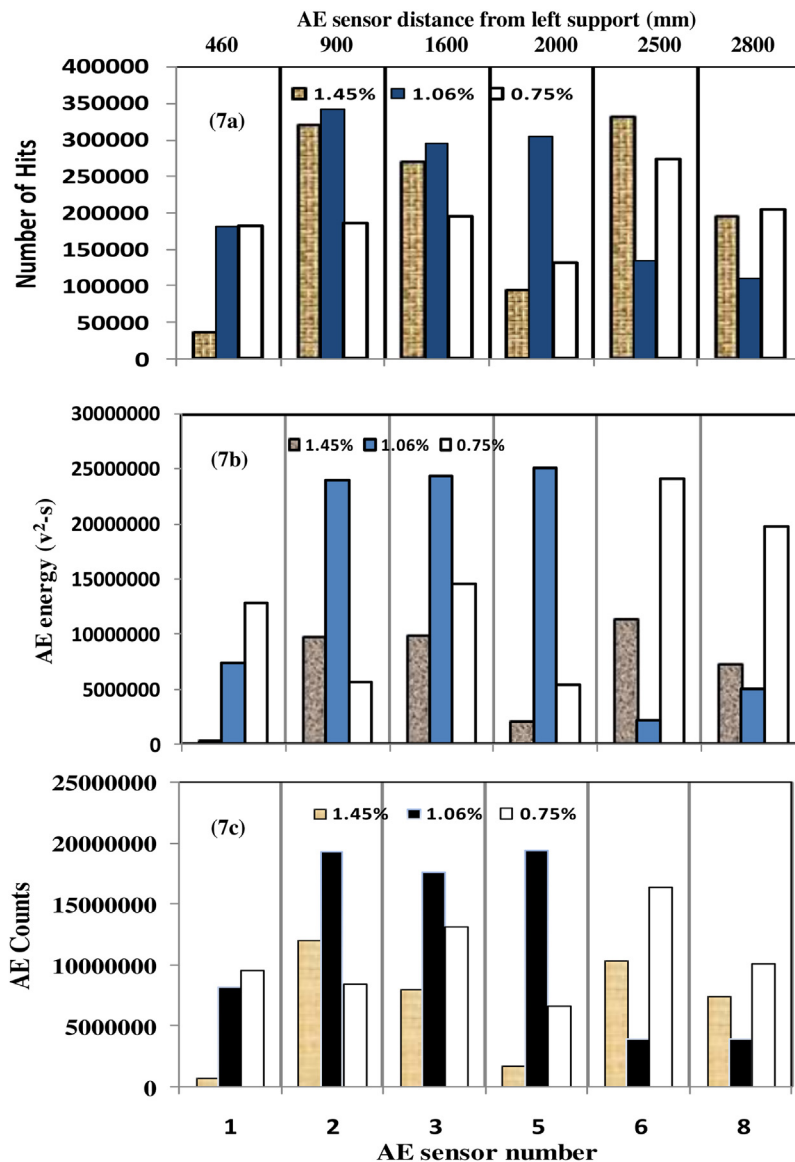 AE sensor distance from left support (mm)
460 900 1600 2000 2500 2800
400000
350000
300000
250000
200000
150000
100000
50000
0
Number of Hits
(7a)
1.45% 1.06% 0.75%
30000000
25000000
20000000
15000000
10000000
5000000
0
AE energy (v²-s)
(7b)
1.45% 1.06% 0.75%
25000000
20000000
15000000
10000000
5000000
0
AE Counts
(7c)
1.45% 1.06% 0.75%
1 2 3 5 6 8
AE sensor number